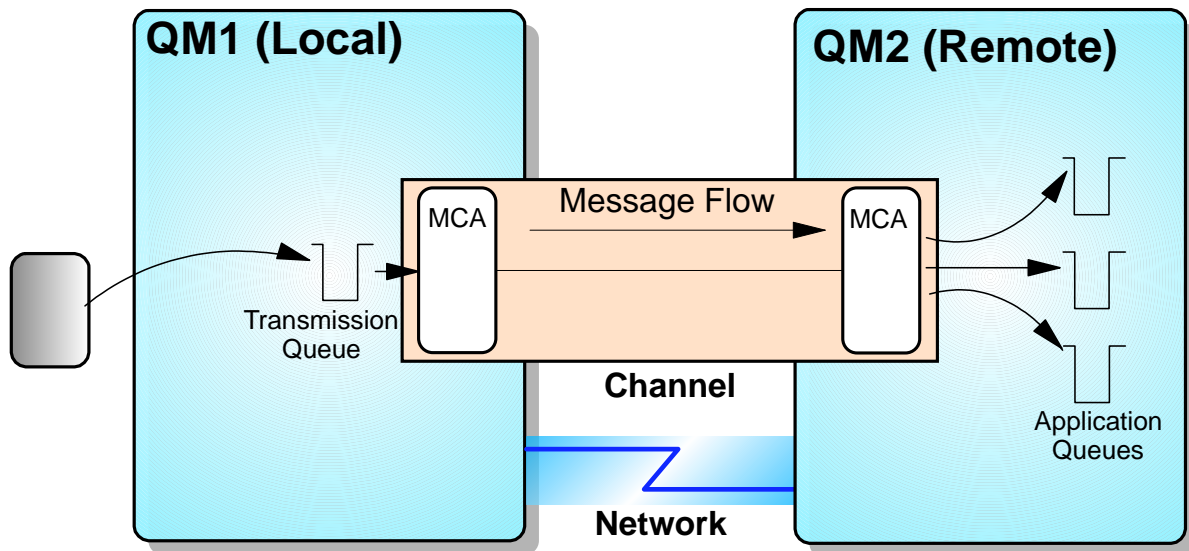 QM1 (Local)
QM2 (Remote)
MCA
Message Flow
MCA
Transmission
Queue
Channel
Application
Queues
Network